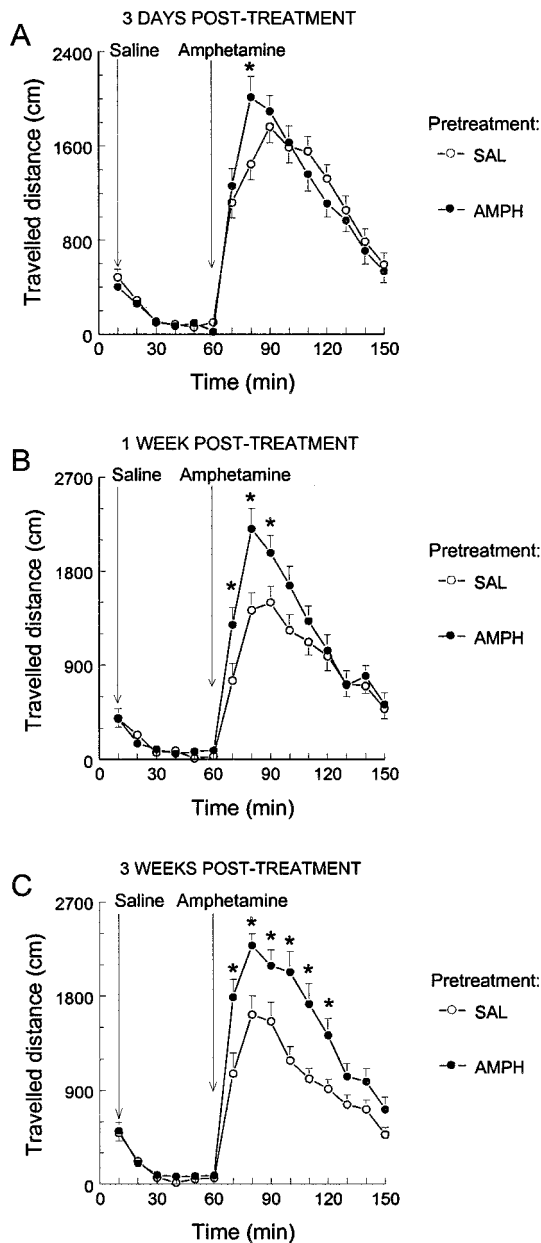 A
3 DAYS POST-TREATMENT
Saline Amphetamine
2400
*
1600
800
0
Travelled distance (cm)
0 30 60 90 120 150
Time (min)
Pretreatment:
SAL
AMPH
B
1 WEEK POST-TREATMENT
Saline Amphetamine
2700
* *
1800
*
900
0
Travelled distance (cm)
0 30 60 90 120 150
Time (min)
Pretreatment:
SAL
AMPH
C
3 WEEKS POST-TREATMENT
Saline Amphetamine
2700
* * * * * *
1800
900
0
Travelled distance (cm)
0 30 60 90 120 150
Time (min)
Pretreatment:
SAL
AMPH